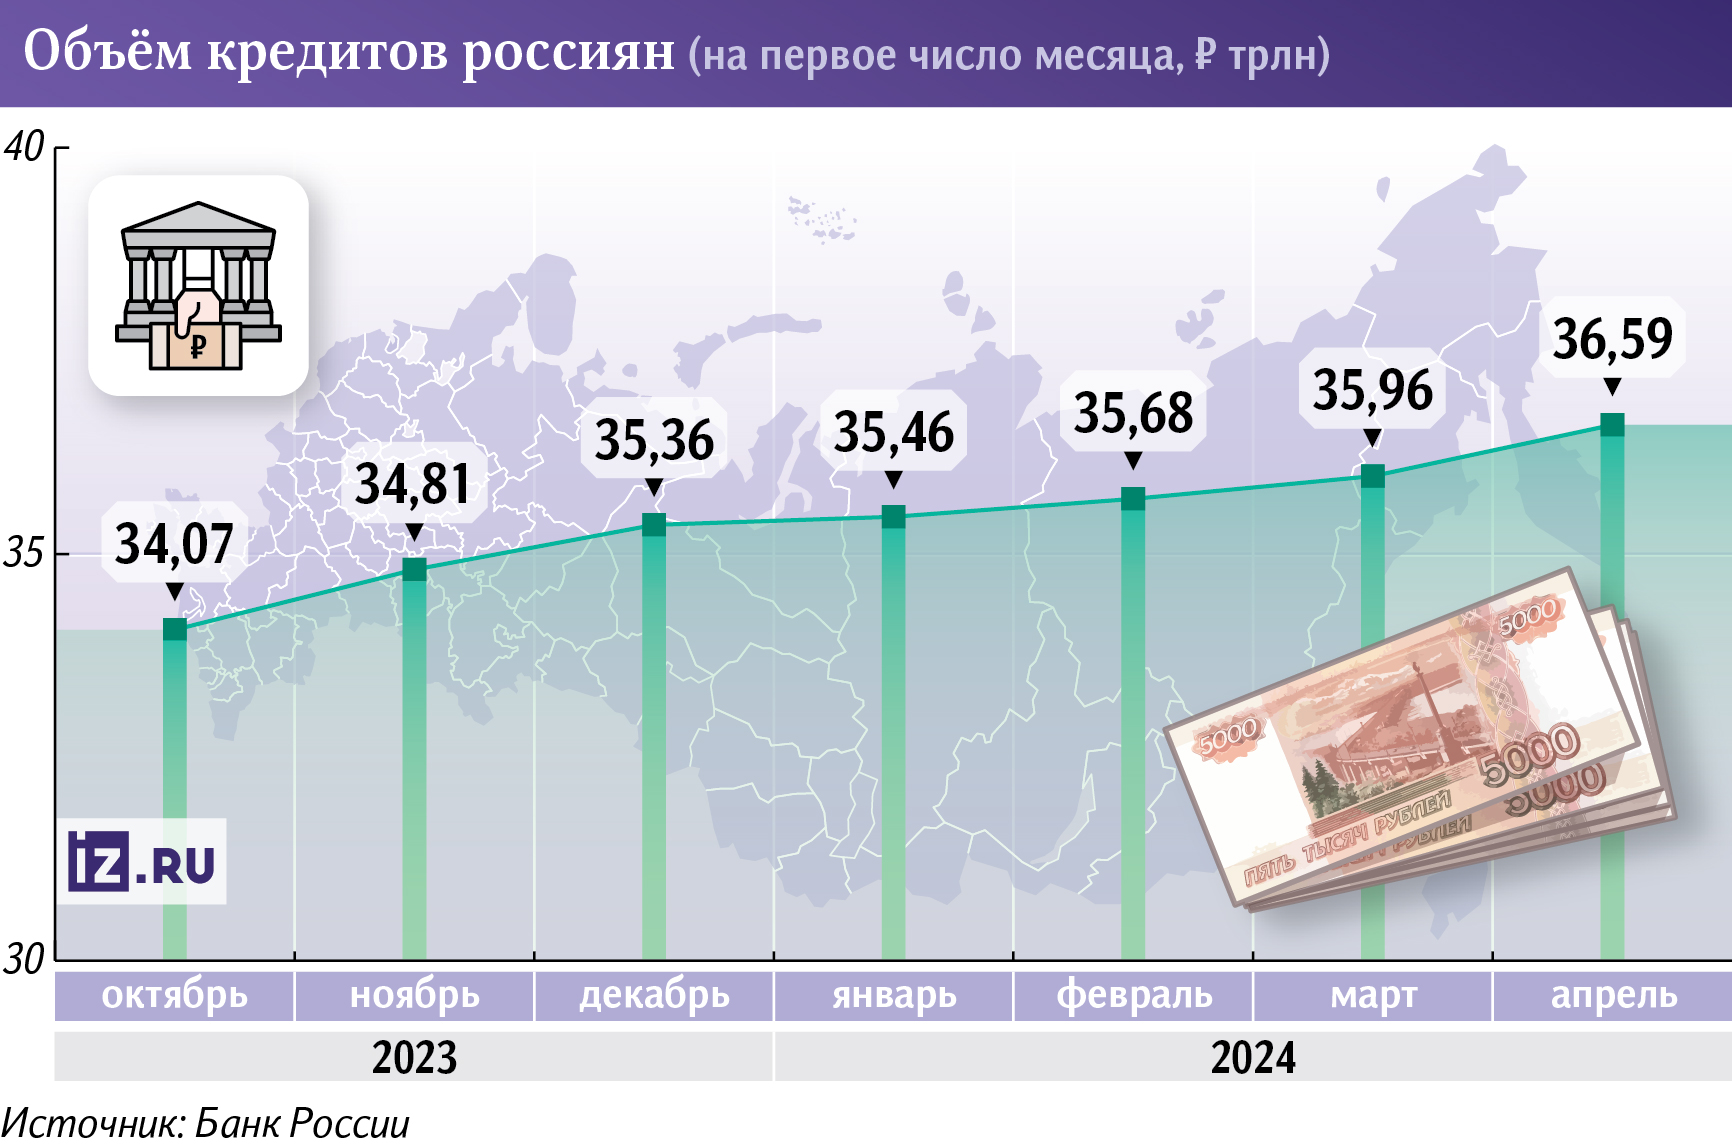 Объём кредитов россиян (на первое число месяца, ₽ трлн)
40
35
30
₽
34,07
34,81
35,36
35,46
35,68
35,96
36,59
5000
5000
5000
ПЯТЬ ТЫСЯЧ РУБЛЕЙ
5000
РУБЛЕЙ
iZ.RU
октябрь ноябрь декабрь январь февраль март апрель
2023 2024
Источник: Банк России